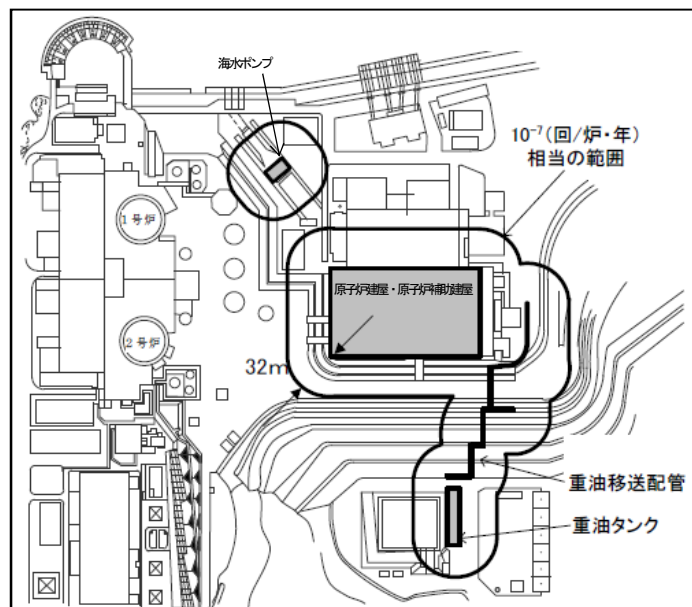 海水ポンプ
10⁻⁷(回/炉・年)
相当の範囲
1号炉
原子炉建屋・原子炉補助建屋
2号炉
32m
重油移送配管
重油タンク